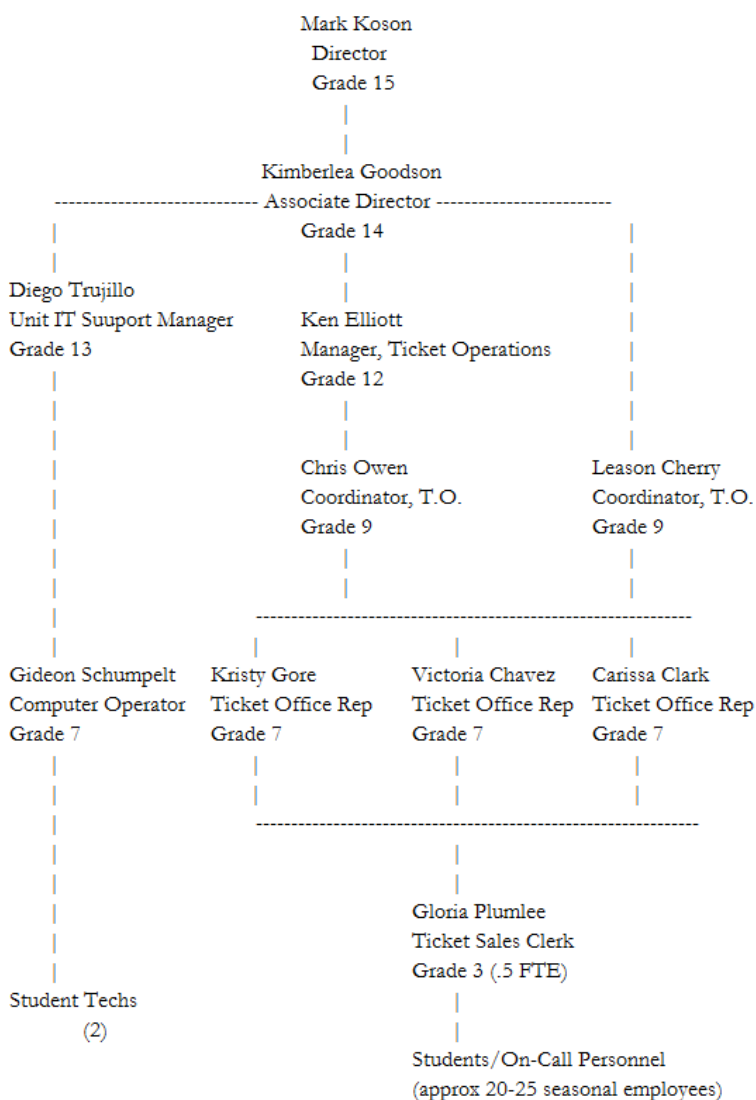 Mark Koson
Director
Grade 15
Kimberlea Goodson
Associate Director
Grade 14
Diego Trujillo
Unit IT Suuport Manager
Grade 13
Ken Elliott
Manager, Ticket Operations
Grade 12
Chris Owen
Coordinator, T.O.
Grade 9
Leason Cherry
Coordinator, T.O.
Grade 9
Gideon Schumpelt
Computer Operator
Grade 7
Kristy Gore
Ticket Office Rep
Grade 7
Victoria Chavez
Ticket Office Rep
Grade 7
Carissa Clark
Ticket Office Rep
Grade 7
Gloria Plumlee
Ticket Sales Clerk
Grade 3 (.5 FTE)
Student Techs
(2)
Students/On-Call Personnel
(approx 20-25 seasonal employees)